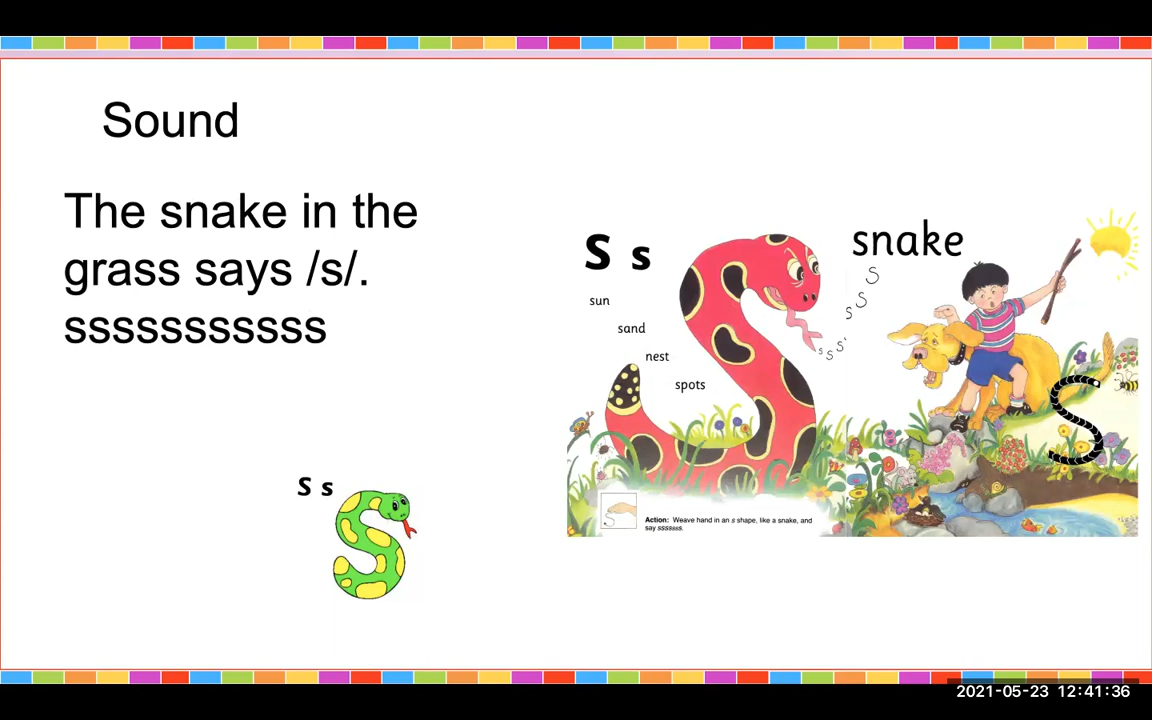 Sound
The snake in the
grass says /s/.
sssssssssss
S s
S s
snake
sun
sand
nest
spots
s s s s s s
Action: Weave hand in an s shape, like a snake, and
say sssssss.
2021-05-23 12:41:36